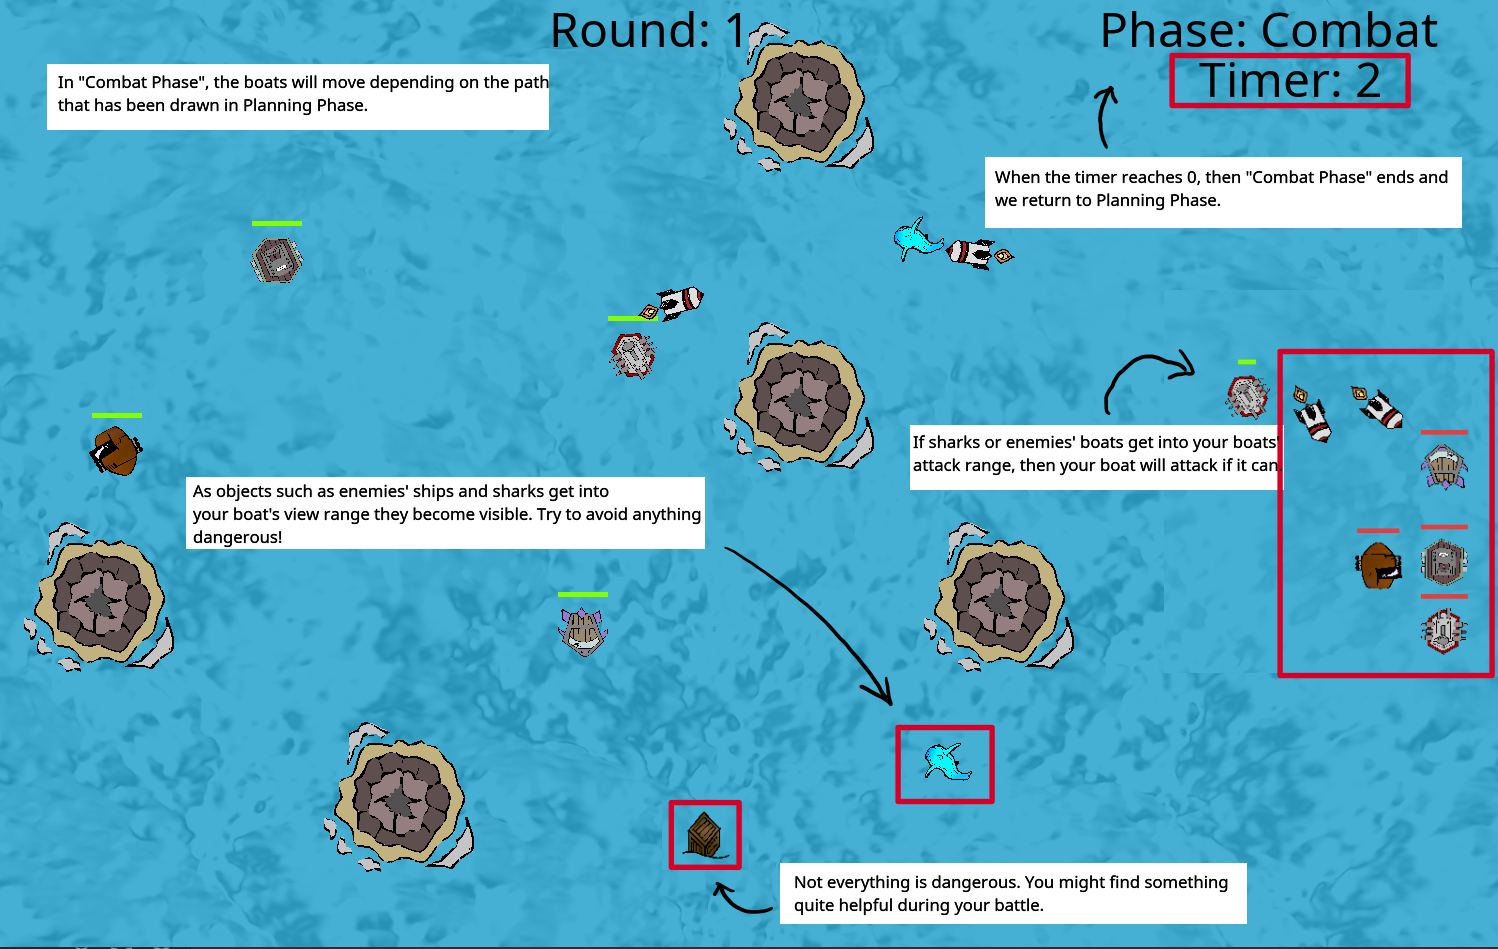 Round: 1
Phase: Combat
Timer: 2
In "Combat Phase", the boats will move depending on the path
that has been drawn in Planning Phase.
When the timer reaches 0, then "Combat Phase" ends and
we return to Planning Phase.
If sharks or enemies' boats get into your boats'
attack range, then your boat will attack if it can.
As objects such as enemies' ships and sharks get into
your boat's view range they become visible. Try to avoid anything
dangerous!
Not everything is dangerous. You might find something
quite helpful during your battle.